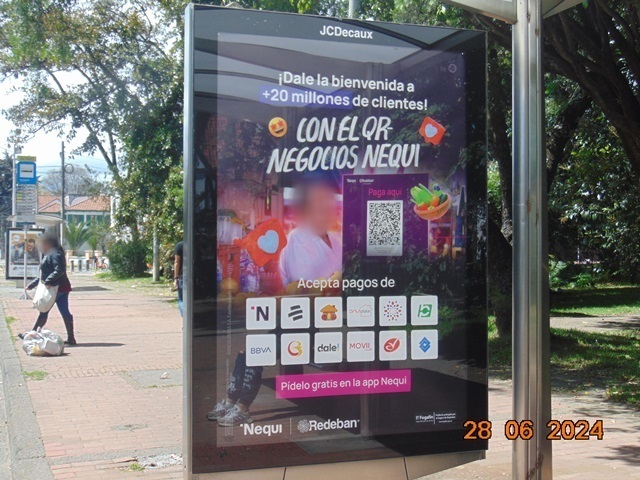 JCDecaux
¡Dale la bienvenida a
+20 millones de clientes!
CON EL QR
NEGOCIOS NEQUI
Paga aquí
Acepta pagos de
BBVA
dale!
MOVII
Pídelo gratis en la app Nequi
Nequi
Redeban
Fogafín
28 06 2024